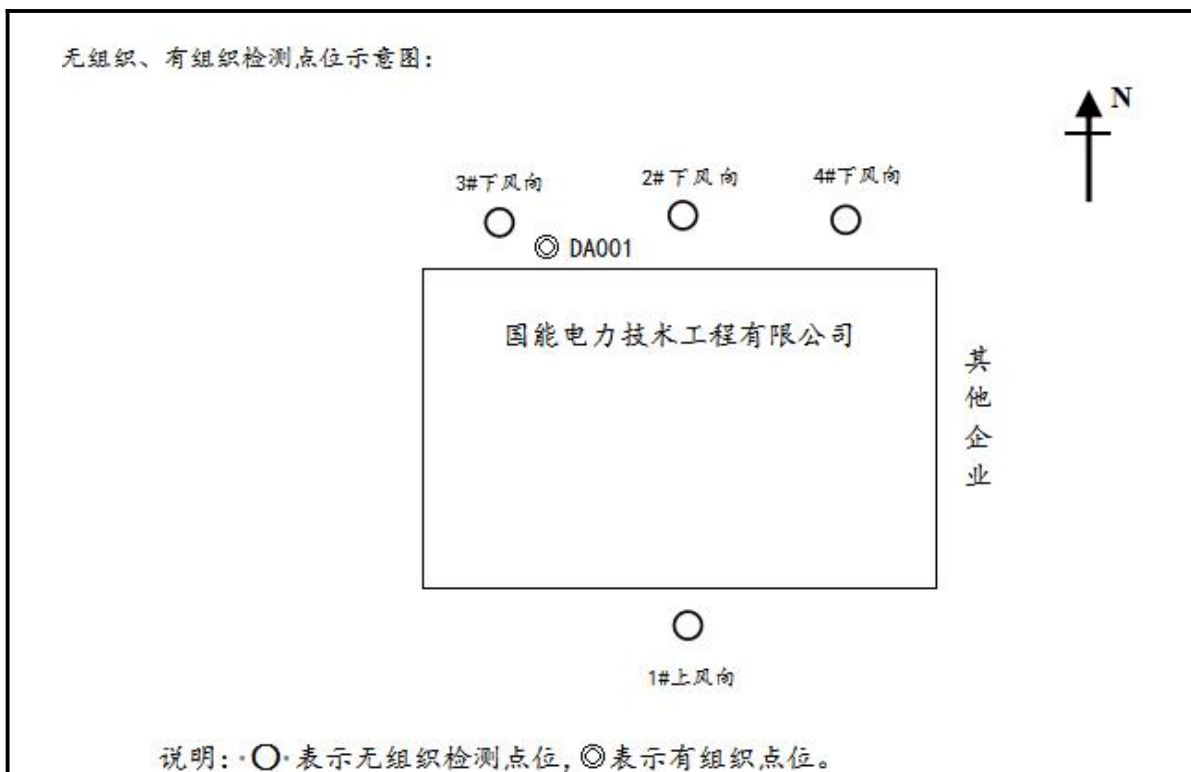 无组织、有组织检测点位示意图：
N
3#下风向
2#下风向
4#下风向
DA001
国能电力技术工程有限公司
其他企业
1#上风向
说明：·○·表示无组织检测点位，◎表示有组织点位。